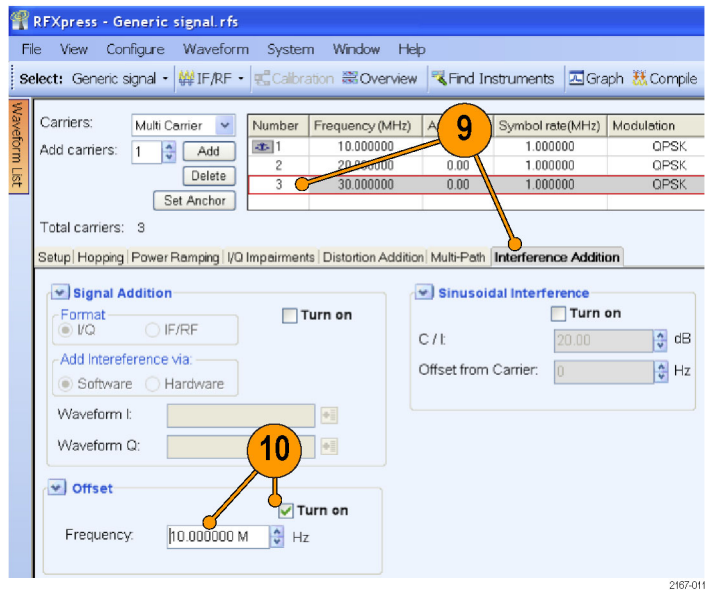 RFXpress - Generic signal.rfs
File View Configure Waveform System Window Help
Select: Generic signal IF/RF Calibration Overview Find Instruments Graph Compile
Waveform List
Carriers: Multi Carrier
Number Frequency (MHz) Symbol rate(MHz) Modulation
9
Add carriers: 1 Add
1 10.000000 1.000000 QPSK
Delete
2 20.000000 0.00 1.000000 QPSK
3 30.000000 0.00 1.000000 QPSK
Set Anchor
Total carriers: 3
Setup Hopping Power Ramping I/Q Impairments Distortion Addition Multi-Path Interference Addition
Signal Addition
Format
I/Q IF/RF
Turn on
Add Intereference via:
Software Hardware
Waveform I:
Waveform Q:
Sinusoidal Interference
Turn on
C / I: 20.00 dB
Offset from Carrier: 0 Hz
10
Offset
Turn on
Frequency: 10.000000 M Hz
2167-011